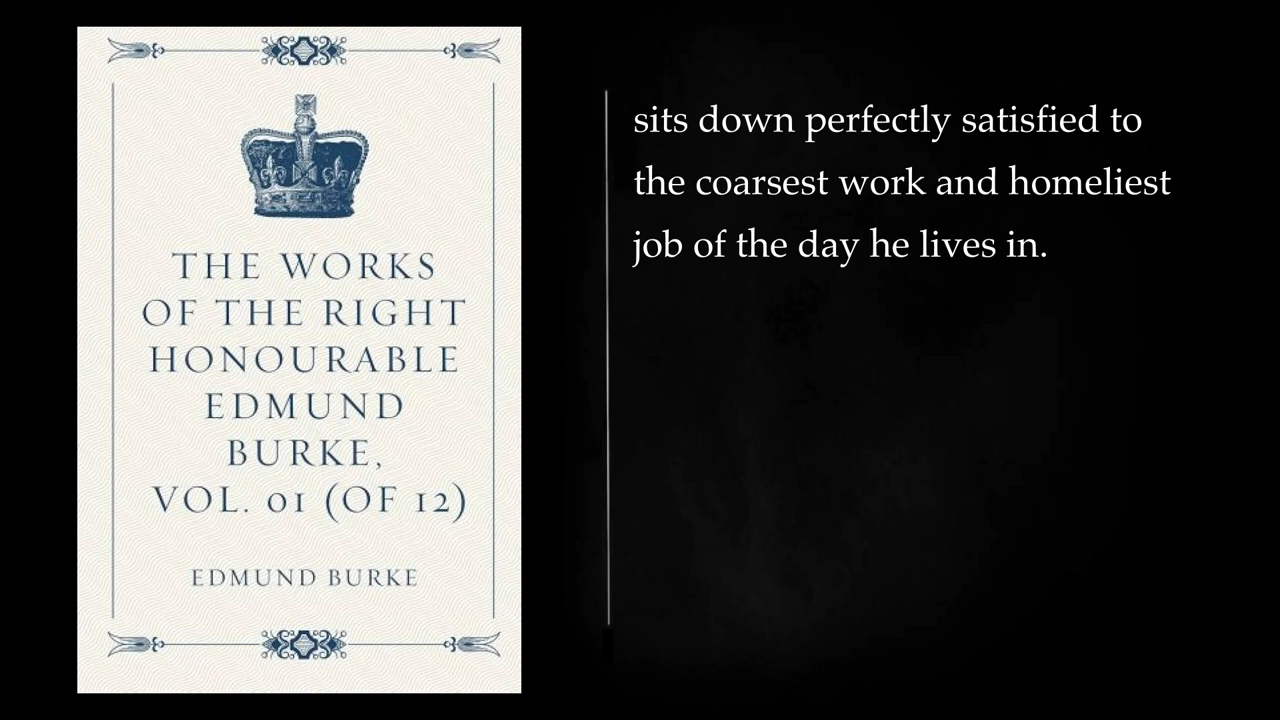 THE WORKS
OF THE RIGHT
HONOURABLE
EDMUND
BURKE,
VOL. 01 (OF 12)
EDMUND BURKE
sits down perfectly satisfied to
the coarsest work and homeliest
job of the day he lives in.